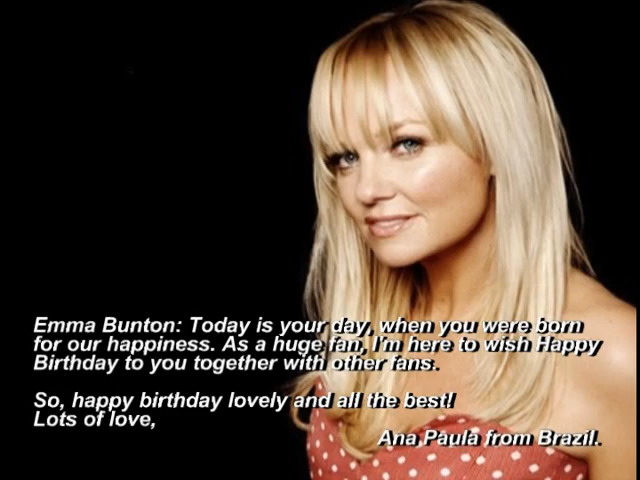 Emma Bunton: Today is your day, when you were born
for our happiness. As a huge fan, I'm here to wish Happy
Birthday to you together with other fans.
So, happy birthday lovely and all the best!
Lots of love,
Ana Paula from Brazil.